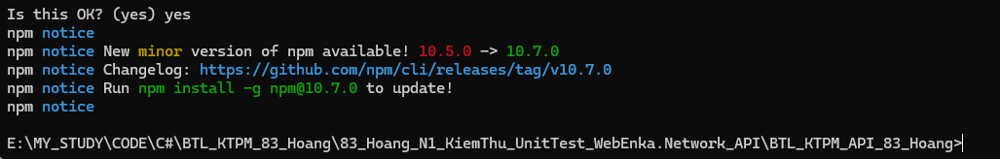 Is this OK? (yes) yes
npm notice
npm notice New minor version of npm available! 10.5.0 -> 10.7.0
npm notice Changelog: https://github.com/npm/cli/releases/tag/v10.7.0
npm notice Run npm install -g npm@10.7.0 to update!
npm notice
E:\MY_STUDY\CODE\C#\BTL_KTPM_83_Hoang\83_Hoang_N1_KiemThu_UnitTest_WebEnka.Network_API\BTL_KTPM_API_83_Hoang>